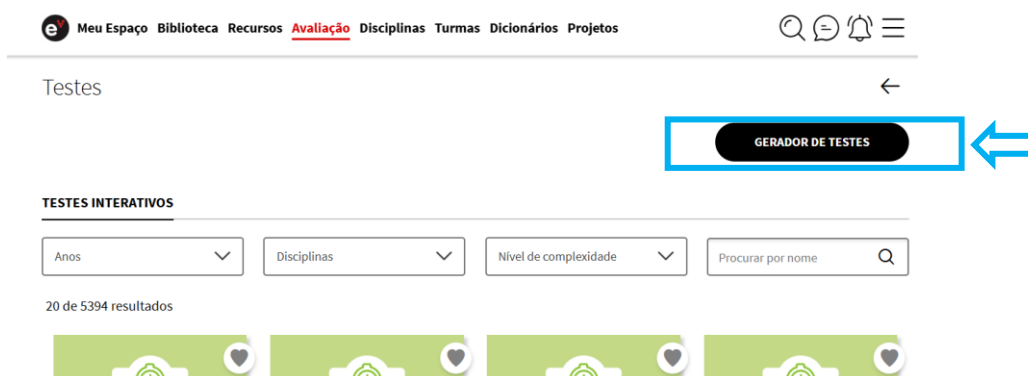 eV Meu Espaço Biblioteca Recursos Avaliação Disciplinas Turmas Dicionários Projetos
Testes
GERADOR DE TESTES
TESTES INTERATIVOS
Anos Disciplinas Nível de complexidade Procurar por nome
20 de 5394 resultados